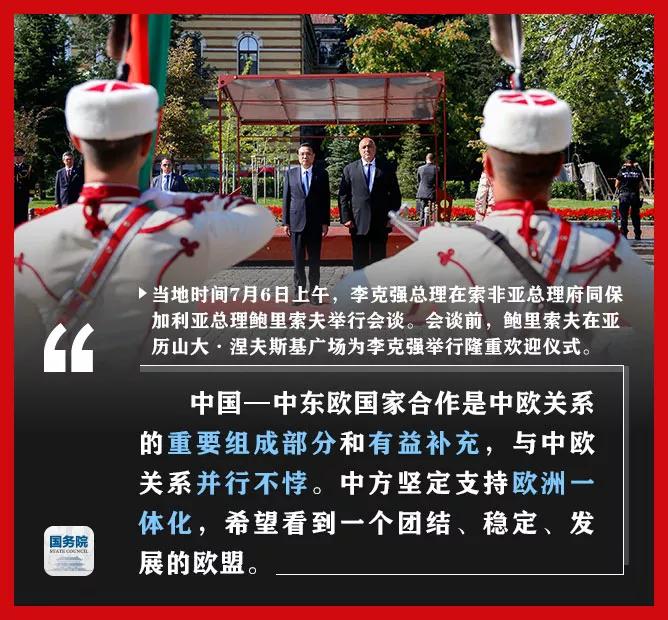 当地时间7月6日上午，李克强总理在索非亚总理府同保
加利亚总理鲍里索夫举行会谈。会谈前，鲍里索夫在亚
历山大·涅夫斯基广场为李克强举行隆重欢迎仪式。
中国—中东欧国家合作是中欧关系
的重要组成部分和有益补充，与中欧
关系并行不悖。中方坚定支持欧洲一
体化，希望看到一个团结、稳定、发
展的欧盟。
国务院
STATE COUNCIL